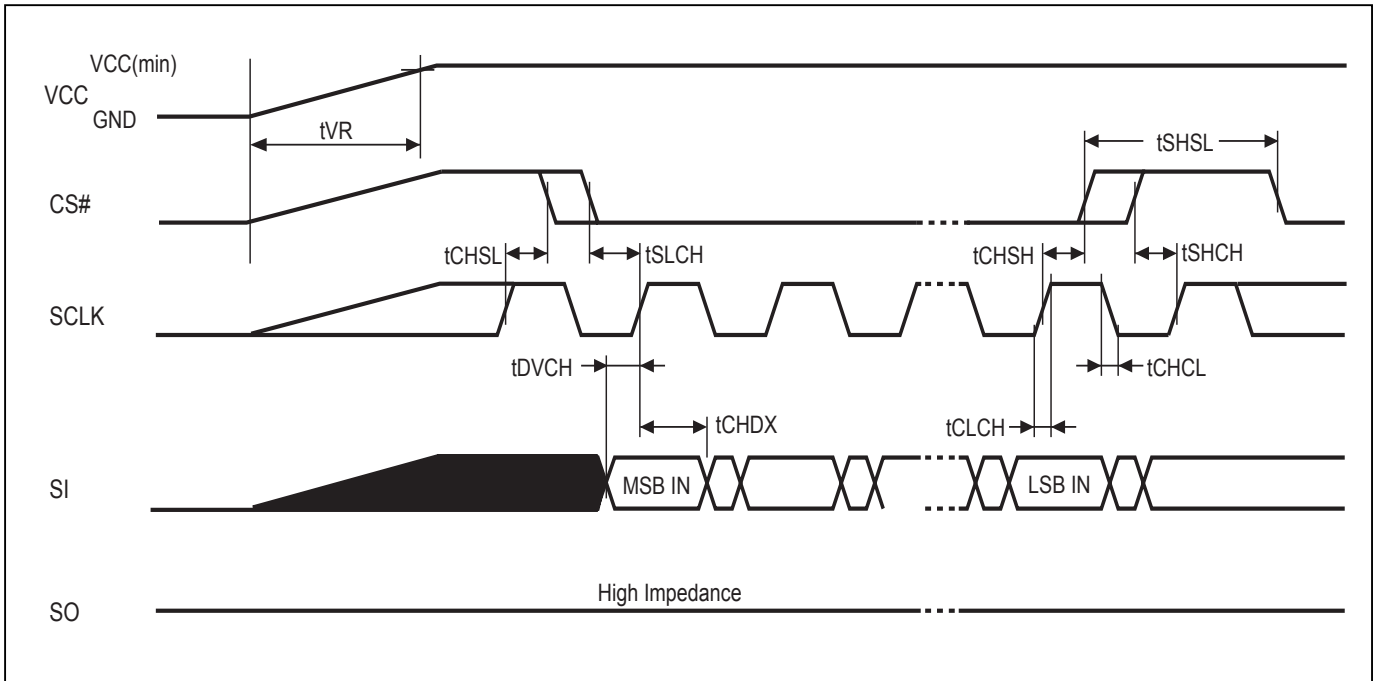 VCC(min)
VCC
GND
tVR
tSHSL
CS#
tCHSL
tSLCH
tCHSH
tSHCH
SCLK
tDVCH
tCHCL
tCHDX
tCLCH
SI
MSB IN
LSB IN
High Impedance
SO